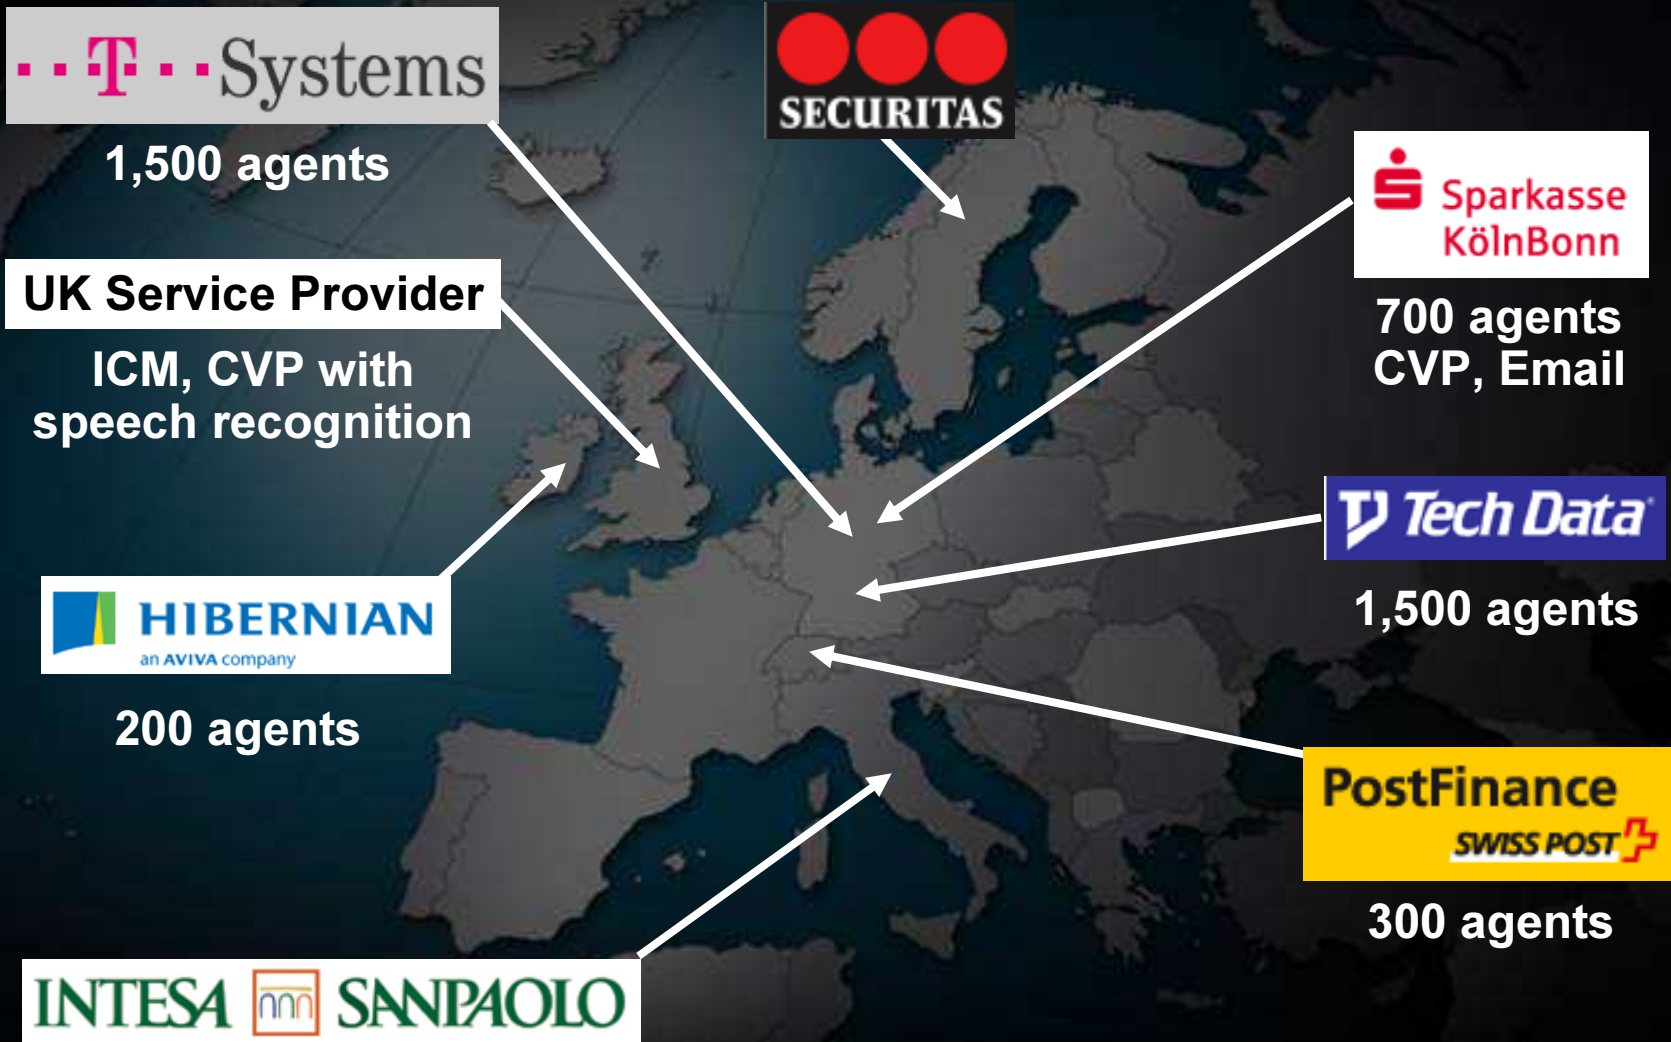 T Systems
1,500 agents
SECURITAS
Sparkasse
KölnBonn
700 agents
CVP, Email
UK Service Provider
ICM, CVP with
speech recognition
Tech Data
1,500 agents
HIBERNIAN
an AVIVA company
200 agents
PostFinance
SWISS POST
300 agents
INTESA SANPAOLO